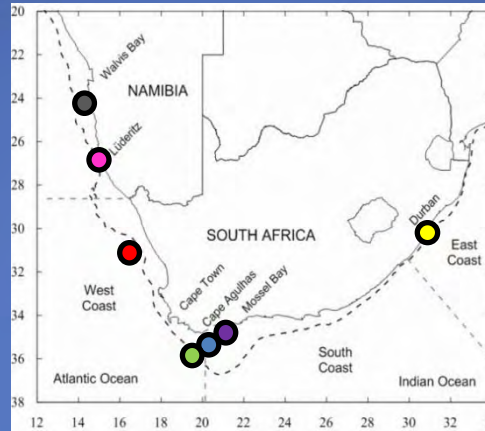 20
22
24
26
28
30
32
34
36
38
Walvis Bay
NAMIBIA
Lüderitz
SOUTH AFRICA
Durban
East
Coast
West
Coast
Cape Town
Cape Agulhas
Mossel Bay
South
Coast
Atlantic Ocean
Indian Ocean
12 14 16 18 20 22 24 26 28 31 33